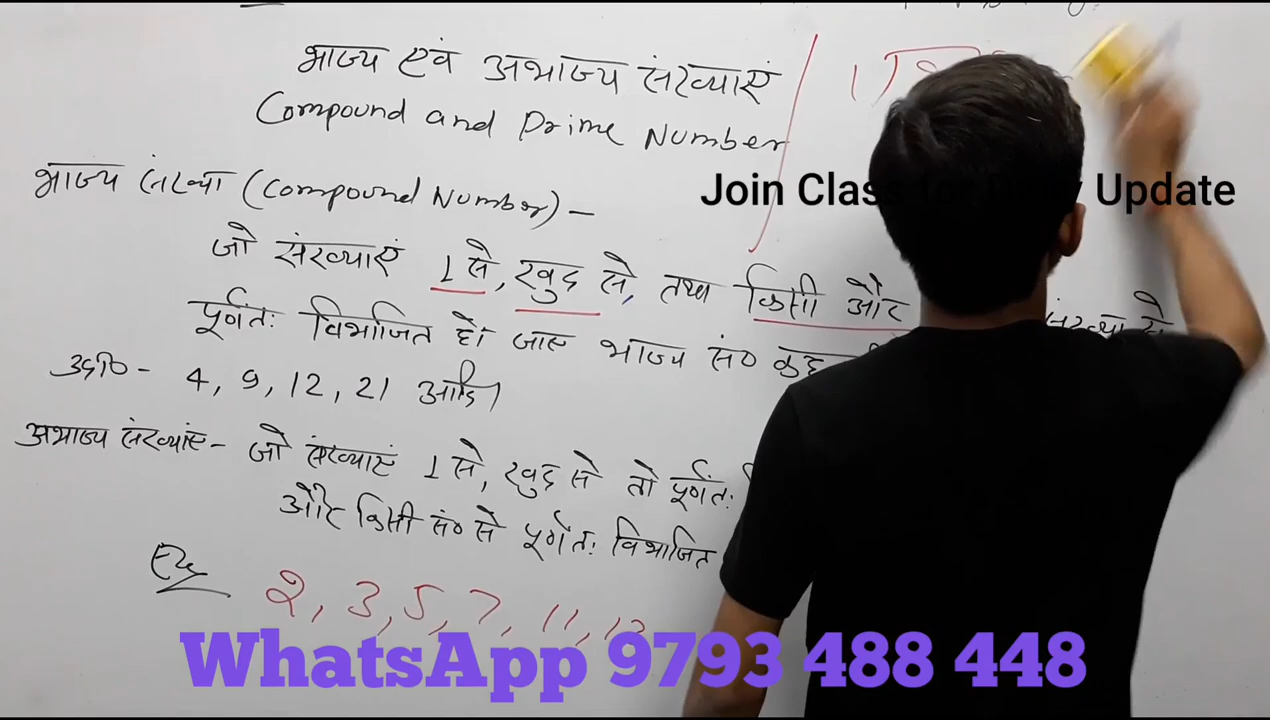 भाज्य एवं अभाज्य संख्याएं
Compound and Prime Number
Join Class Update
भाज्य संख्या (Compound Number) -
जो संख्याएं 1 से, खुद से, तथा किसी और संख्या से
पूर्णतः विभाजित हो जाए भाज्य सं०
उदा० - 4, 9, 12, 21 आदि।
अभाज्य संख्याएं - जो संख्याएं 1 से, खुद से तो पूर्णतः
और किसी सं० से पूर्णतः विभाजित
Ex
2, 3, 5, 7, 11, 13
WhatsApp 9793 488 448